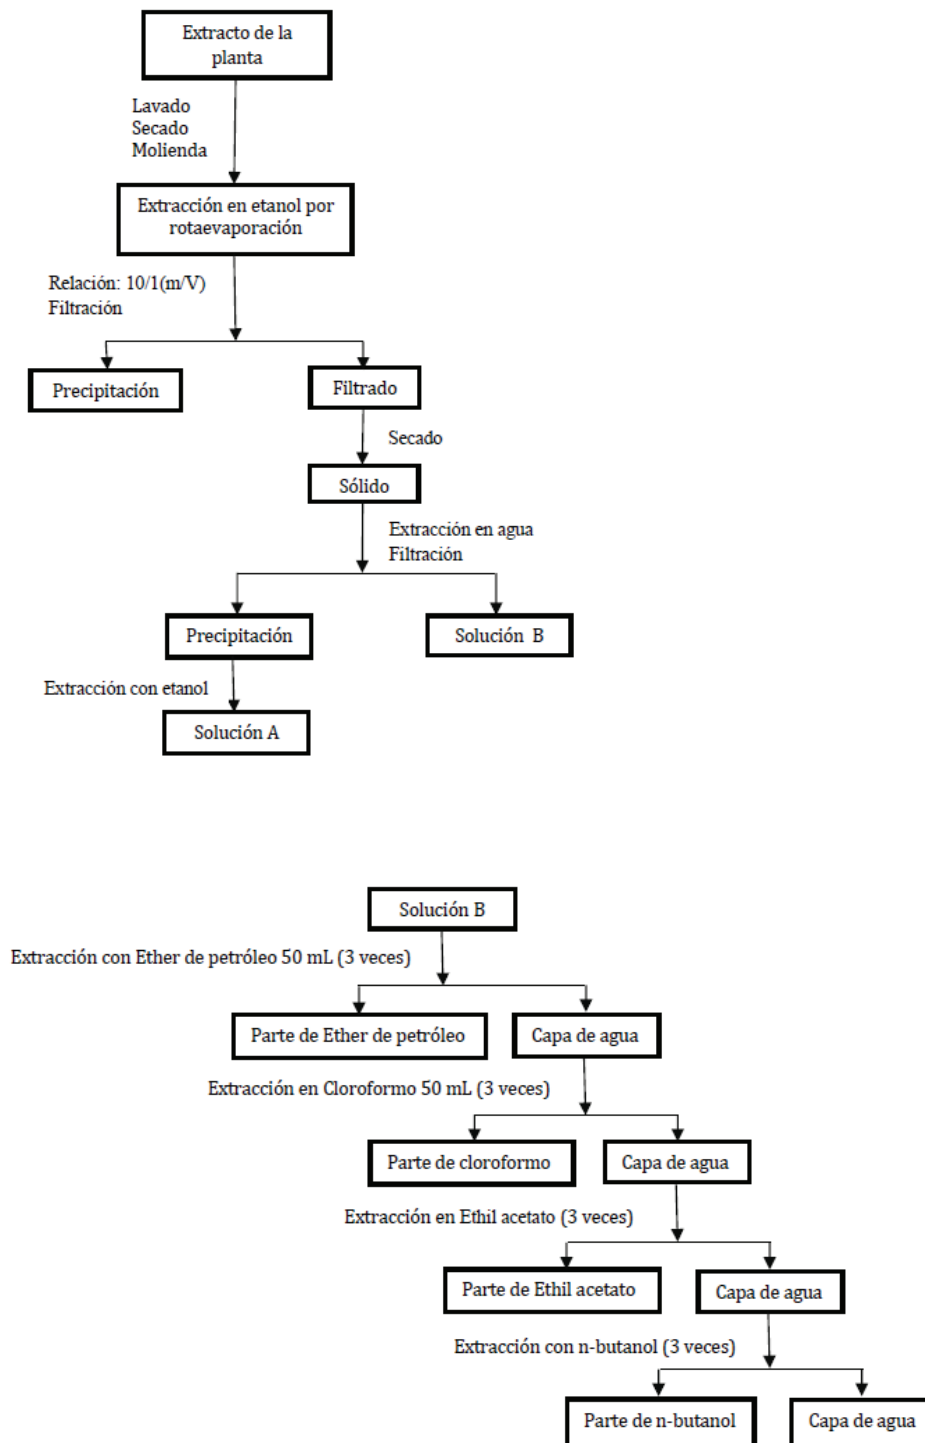 Extracto de la
planta
Lavado
Secado
Molienda
Extracción en etanol por
rotaevaporación
Relación: 10/1(m/V)
Filtración
Precipitación
Filtrado
Secado
Sólido
Extracción en agua
Filtración
Precipitación
Solución B
Extracción con etanol
Solución A
Solución B
Extracción con Ether de petróleo 50 mL (3 veces)
Parte de Ether de petróleo
Capa de agua
Extracción en Cloroformo 50 mL (3 veces)
Parte de cloroformo
Capa de agua
Extracción en Ethil acetato (3 veces)
Parte de Ethil acetato
Capa de agua
Extracción con n-butanol (3 veces)
Parte de n-butanol
Capa de agua